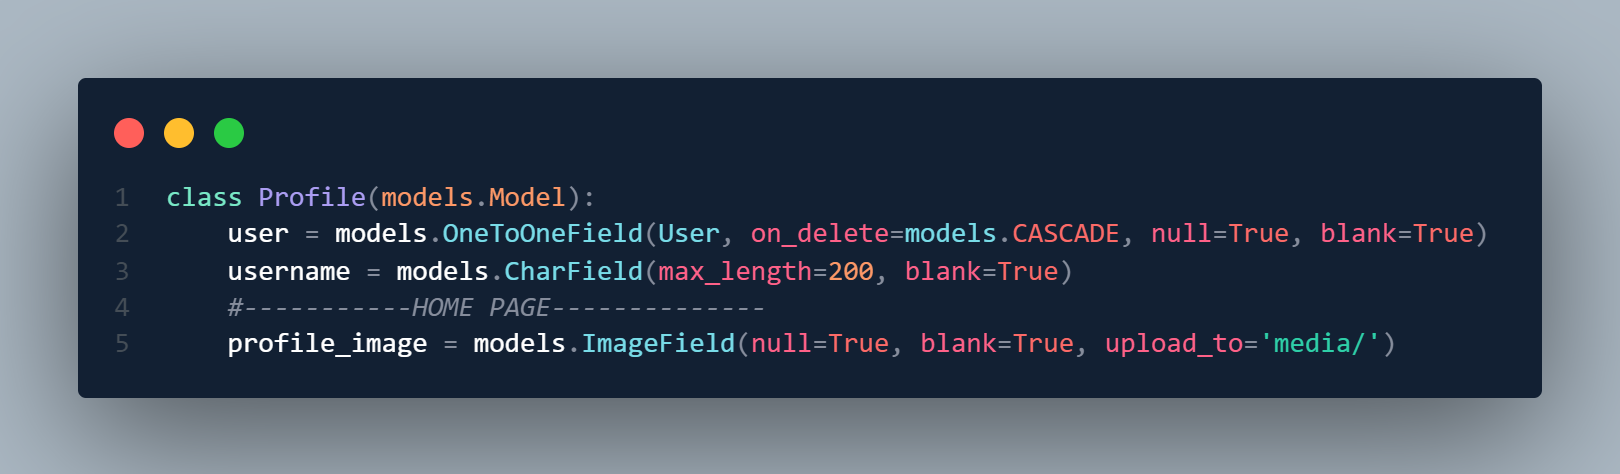 1 class Profile(models.Model):
2     user = models.OneToOneField(User, on_delete=models.CASCADE, null=True, blank=True)
3     username = models.CharField(max_length=200, blank=True)
4     #-----------HOME PAGE--------------
5     profile_image = models.ImageField(null=True, blank=True, upload_to='media/')